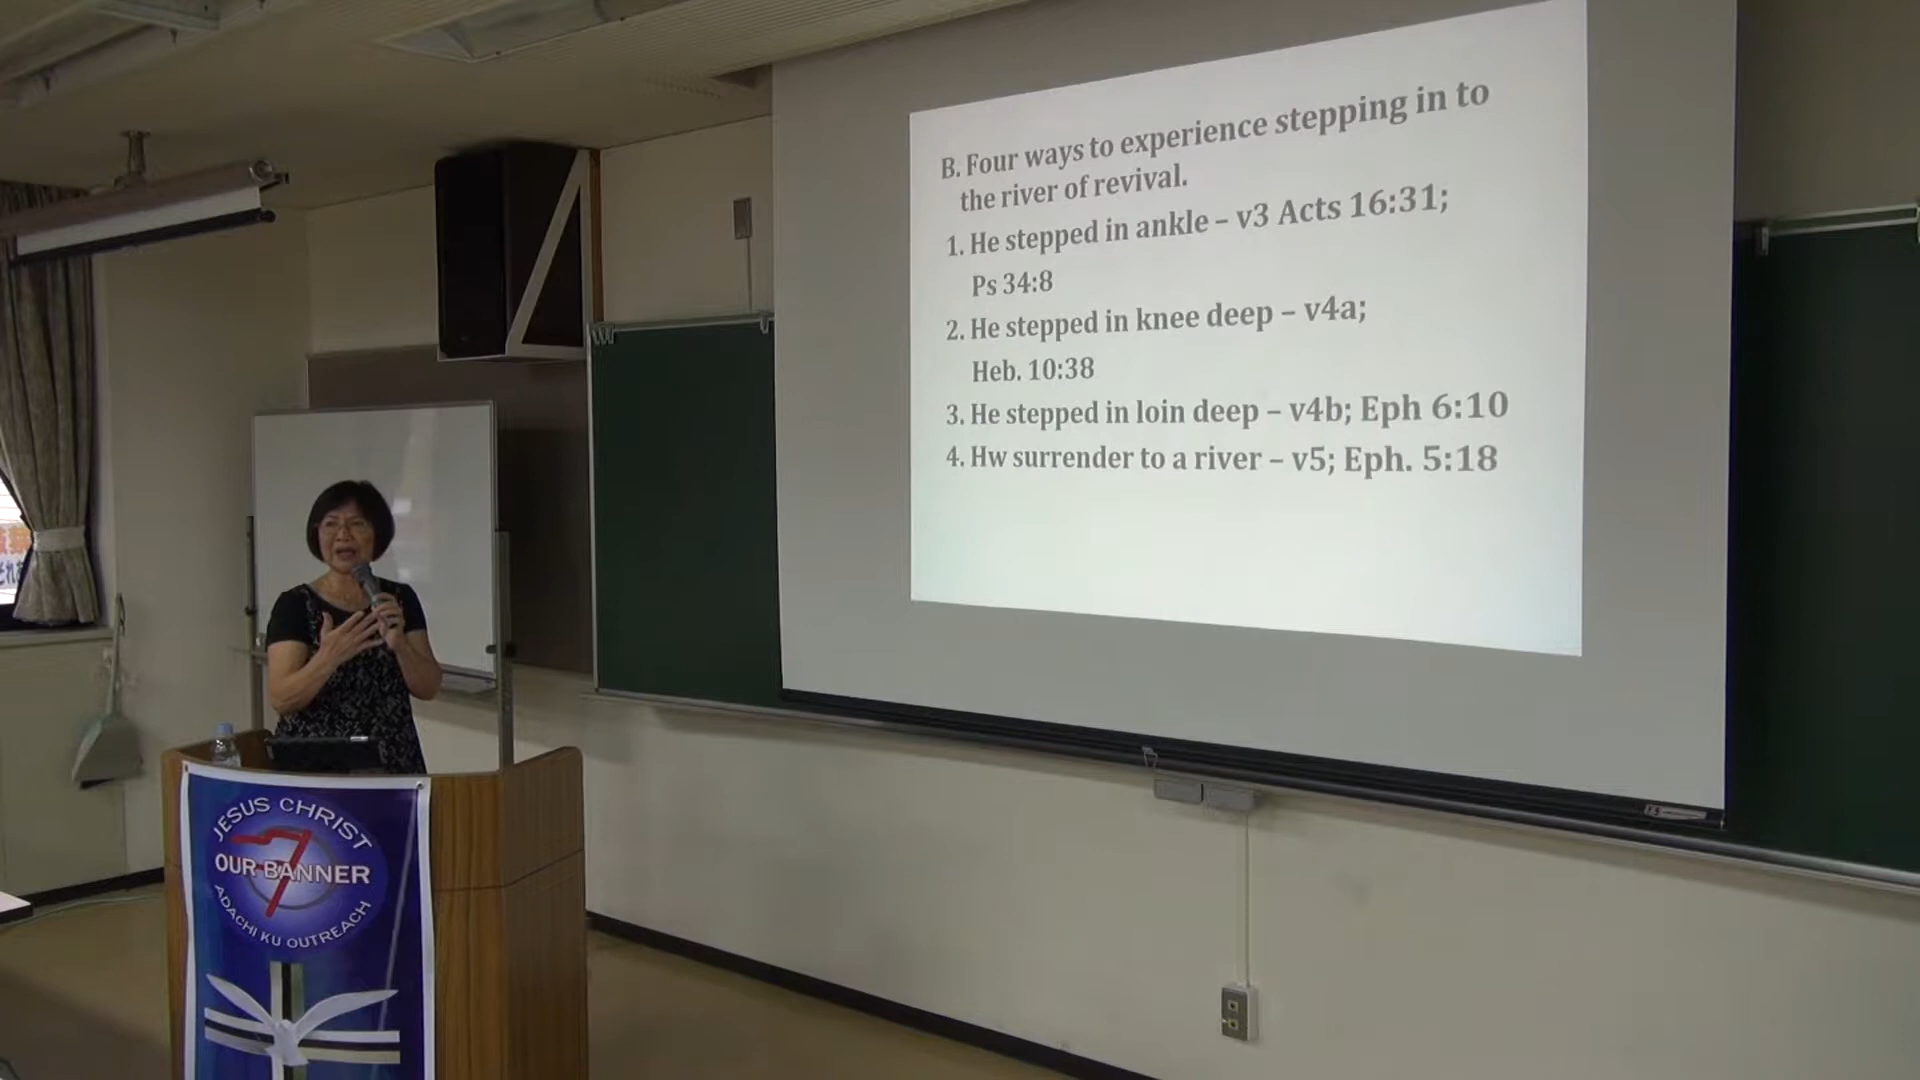 B. Four ways to experience stepping in to
the river of revival.
1. He stepped in ankle – v3 Acts 16:31;
Ps 34:8
2. He stepped in knee deep – v4a;
Heb. 10:38
3. He stepped in loin deep – v4b; Eph 6:10
4. Hw surrender to a river – v5; Eph. 5:18
JESUS CHRIST
7
OUR BANNER
ADACHI KU OUTREACH